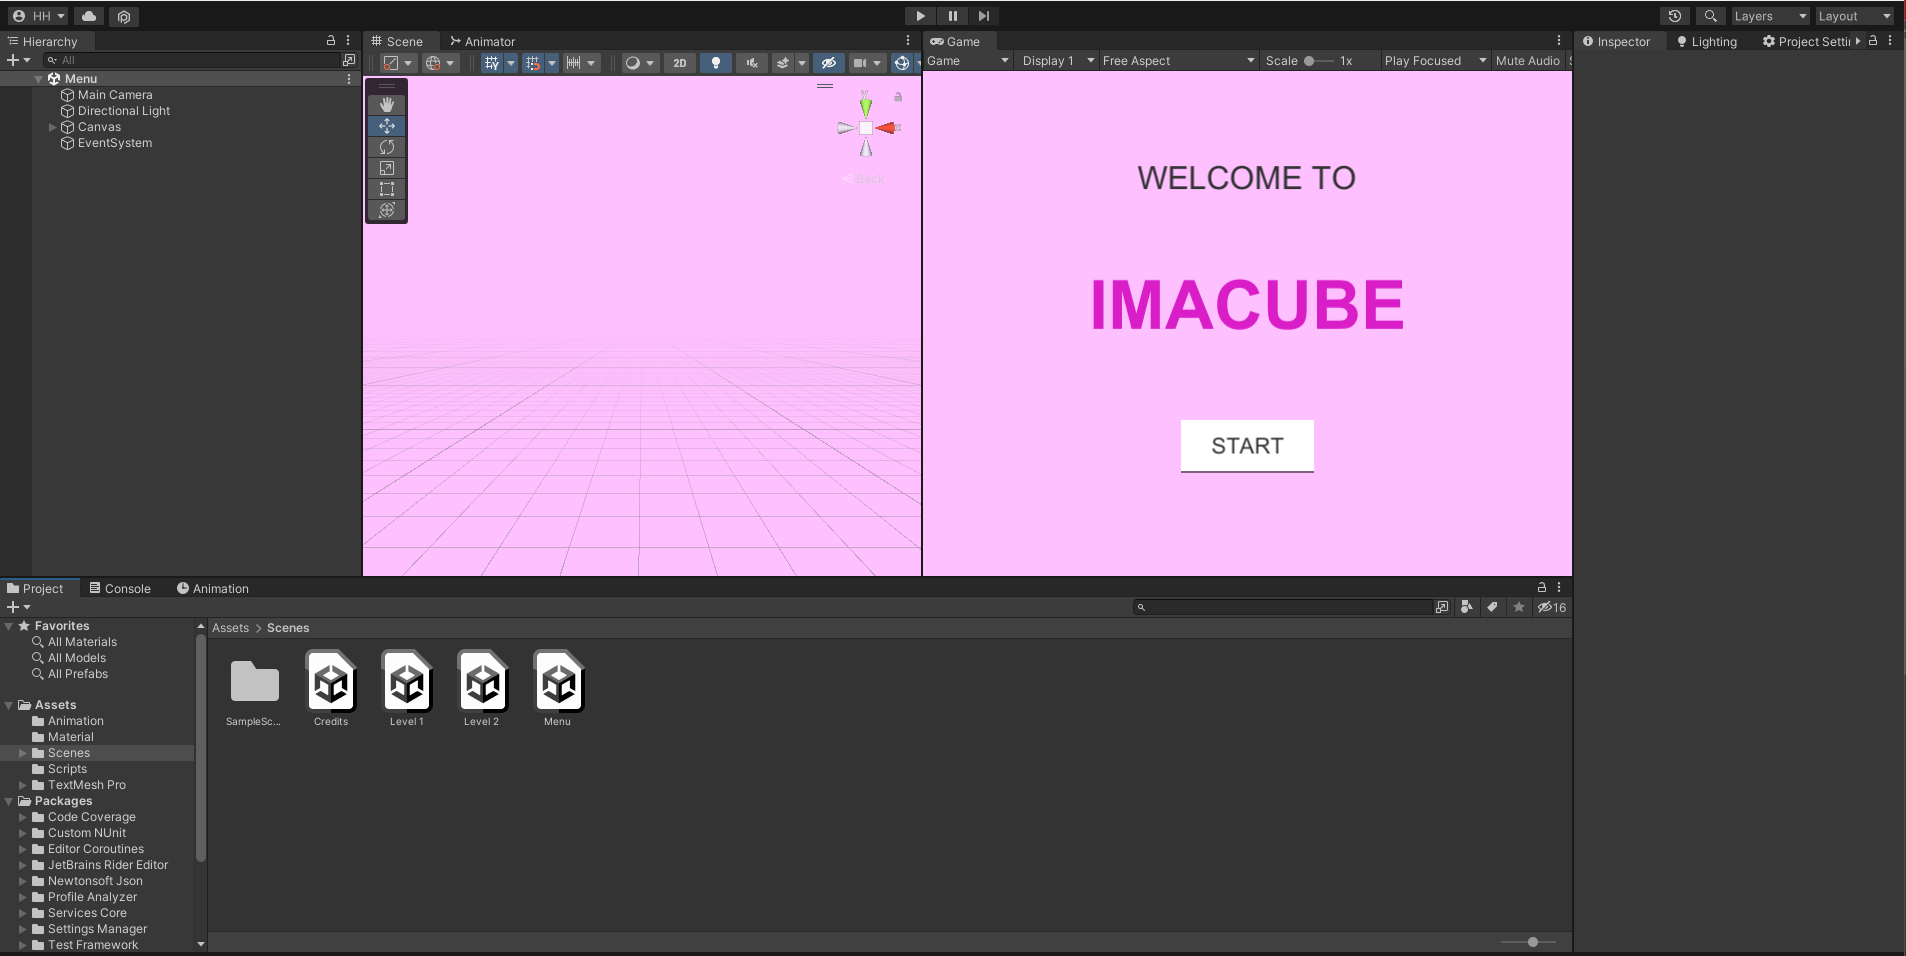 HH
Layers
Layout
Hierarchy
All
Menu
Main Camera
Directional Light
Canvas
EventSystem
Scene
Animator
2D
y
x
Back
Game
Game
Display 1
Free Aspect
Scale
1x
Play Focused
Mute Audio
WELCOME TO
IMACUBE
START
Inspector
Lighting
Project Settin
Project
Console
Animation
16
Favorites
All Materials
All Models
All Prefabs
Assets
Animation
Material
Scenes
Scripts
TextMesh Pro
Packages
Code Coverage
Custom NUnit
Editor Coroutines
JetBrains Rider Editor
Newtonsoft Json
Profile Analyzer
Services Core
Settings Manager
Test Framework
Assets > Scenes
SampleSc...
Credits
Level 1
Level 2
Menu